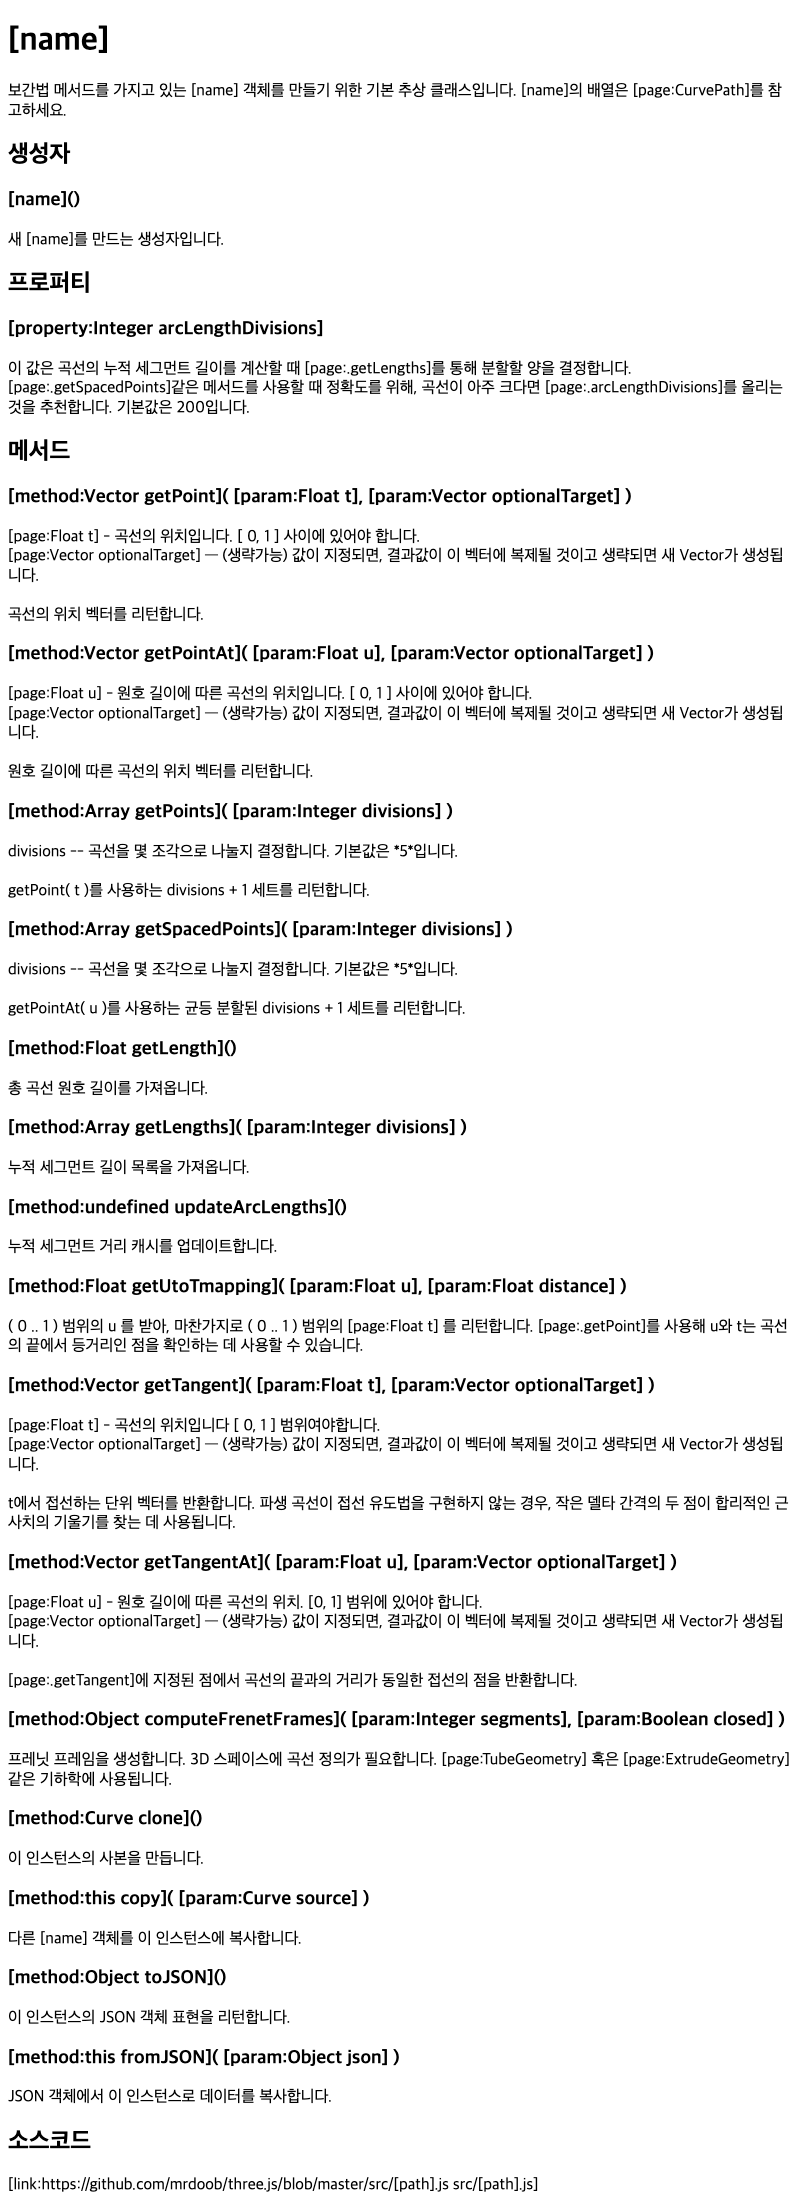 [name]
보간법 메서드를 가지고 있는 [name] 객체를 만들기 위한 기본 추상 클래스입니다. [name]의 배열은 [page:CurvePath]를 참
고하세요.
생성자
[name]()
새 [name]를 만드는 생성자입니다.
프로퍼티
[property:Integer arcLengthDivisions]
이 값은 곡선의 누적 세그먼트 길이를 계산할 때 [page:.getLengths]를 통해 분할할 양을 결정합니다.
[page:.getSpacedPoints]같은 메서드를 사용할 때 정확도를 위해, 곡선이 아주 크다면 [page:.arcLengthDivisions]를 올리는
것을 추천합니다. 기본값은 200입니다.
메서드
[method:Vector getPoint]( [param:Float t], [param:Vector optionalTarget] )
[page:Float t] - 곡선의 위치입니다. [ 0, 1 ] 사이에 있어야 합니다.
[page:Vector optionalTarget] — (생략가능) 값이 지정되면, 결과값이 이 벡터에 복제될 것이고 생략되면 새 Vector가 생성됩
니다.
곡선의 위치 벡터를 리턴합니다.
[method:Vector getPointAt]( [param:Float u], [param:Vector optionalTarget] )
[page:Float u] - 원호 길이에 따른 곡선의 위치입니다. [ 0, 1 ] 사이에 있어야 합니다.
[page:Vector optionalTarget] — (생략가능) 값이 지정되면, 결과값이 이 벡터에 복제될 것이고 생략되면 새 Vector가 생성됩
니다.
원호 길이에 따른 곡선의 위치 벡터를 리턴합니다.
[method:Array getPoints]( [param:Integer divisions] )
divisions -- 곡선을 몇 조각으로 나눌지 결정합니다. 기본값은 *5*입니다.
getPoint( t )를 사용하는 divisions + 1 세트를 리턴합니다.
[method:Array getSpacedPoints]( [param:Integer divisions] )
divisions -- 곡선을 몇 조각으로 나눌지 결정합니다. 기본값은 *5*입니다.
getPointAt( u )를 사용하는 균등 분할된 divisions + 1 세트를 리턴합니다.
[method:Float getLength]()
총 곡선 원호 길이를 가져옵니다.
[method:Array getLengths]( [param:Integer divisions] )
누적 세그먼트 길이 목록을 가져옵니다.
[method:undefined updateArcLengths]()
누적 세그먼트 거리 캐시를 업데이트합니다.
[method:Float getUtoTmapping]( [param:Float u], [param:Float distance] )
( 0 .. 1 ) 범위의 u 를 받아, 마찬가지로 ( 0 .. 1 ) 범위의 [page:Float t] 를 리턴합니다. [page:.getPoint]를 사용해 u와 t는 곡선
의 끝에서 등거리인 점을 확인하는 데 사용할 수 있습니다.
[method:Vector getTangent]( [param:Float t], [param:Vector optionalTarget] )
[page:Float t] - 곡선의 위치입니다 [ 0, 1 ] 범위여야합니다.
[page:Vector optionalTarget] — (생략가능) 값이 지정되면, 결과값이 이 벡터에 복제될 것이고 생략되면 새 Vector가 생성됩
니다.
t에서 접선하는 단위 벡터를 반환합니다. 파생 곡선이 접선 유도법을 구현하지 않는 경우, 작은 델타 간격의 두 점이 합리적인 근
사치의 기울기를 찾는 데 사용됩니다.
[method:Vector getTangentAt]( [param:Float u], [param:Vector optionalTarget] )
[page:Float u] - 원호 길이에 따른 곡선의 위치. [0, 1] 범위에 있어야 합니다.
[page:Vector optionalTarget] — (생략가능) 값이 지정되면, 결과값이 이 벡터에 복제될 것이고 생략되면 새 Vector가 생성됩
니다.
[page:.getTangent]에 지정된 점에서 곡선의 끝과의 거리가 동일한 접선의 점을 반환합니다.
[method:Object computeFrenetFrames]( [param:Integer segments], [param:Boolean closed] )
프레닛 프레임을 생성합니다. 3D 스페이스에 곡선 정의가 필요합니다. [page:TubeGeometry] 혹은 [page:ExtrudeGeometry]
같은 기하학에 사용됩니다.
[method:Curve clone]()
이 인스턴스의 사본을 만듭니다.
[method:this copy]( [param:Curve source] )
다른 [name] 객체를 이 인스턴스에 복사합니다.
[method:Object toJSON]()
이 인스턴스의 JSON 객체 표현을 리턴합니다.
[method:this fromJSON]( [param:Object json] )
JSON 객체에서 이 인스턴스로 데이터를 복사합니다.
소스코드
[link:https://github.com/mrdoob/three.js/blob/master/src/[path].js src/[path].js]